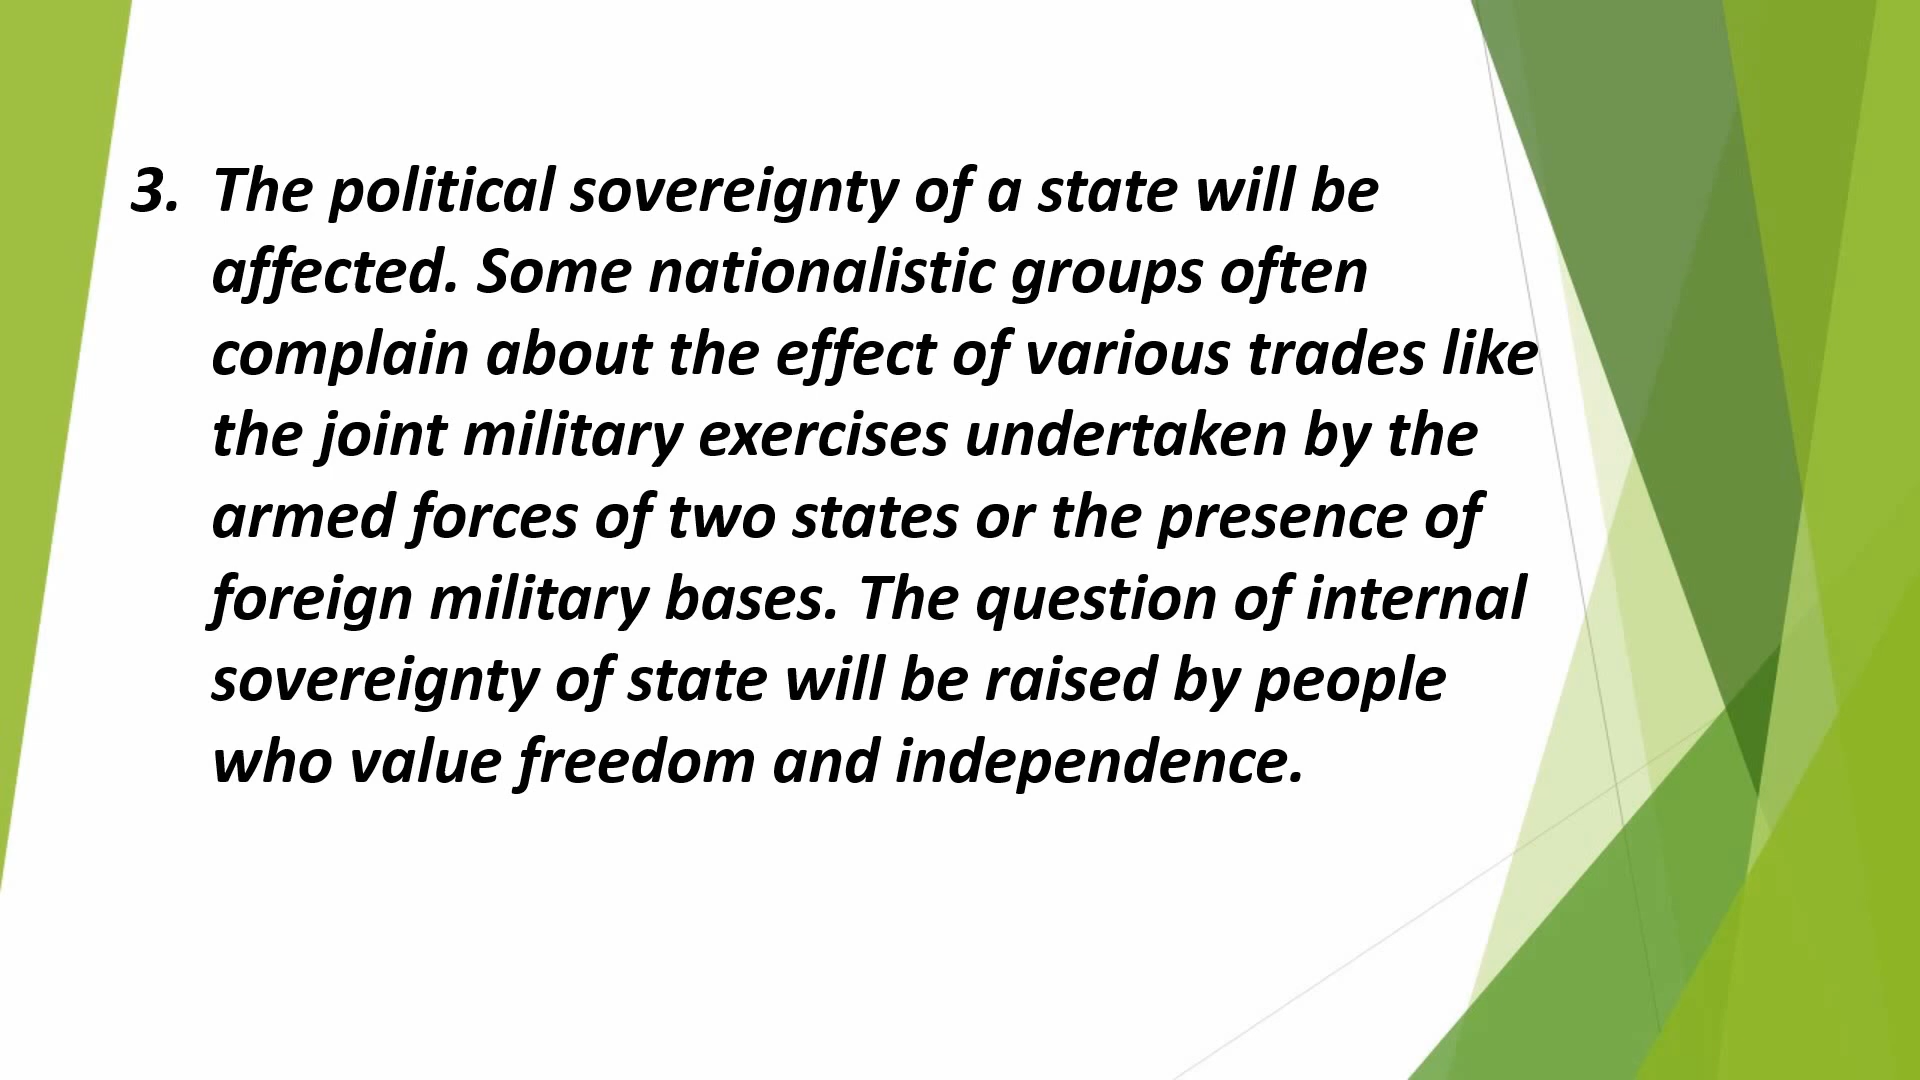 3. The political sovereignty of a state will be
affected. Some nationalistic groups often
complain about the effect of various trades like
the joint military exercises undertaken by the
armed forces of two states or the presence of
foreign military bases. The question of internal
sovereignty of state will be raised by people
who value freedom and independence.